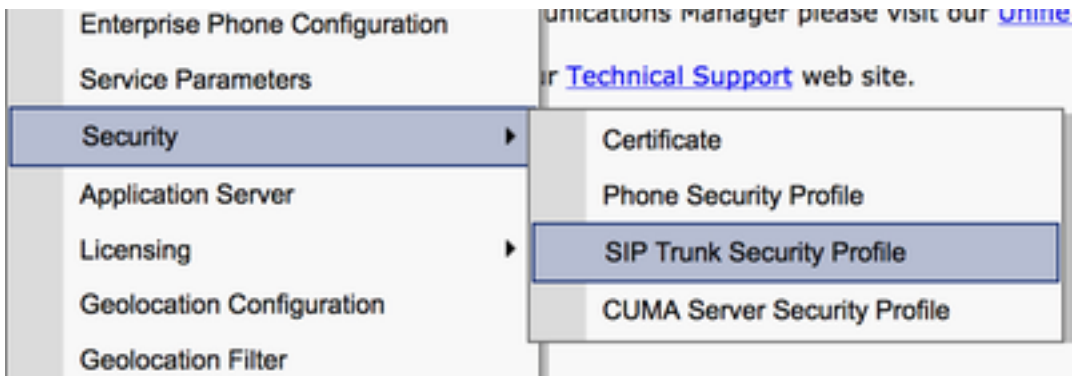 Enterprise Phone Configuration
unications Manager please visit our Unifie
Service Parameters
r Technical Support web site.
Security
Certificate
Application Server
Phone Security Profile
Licensing
SIP Trunk Security Profile
Geolocation Configuration
CUMA Server Security Profile
Geolocation Filter